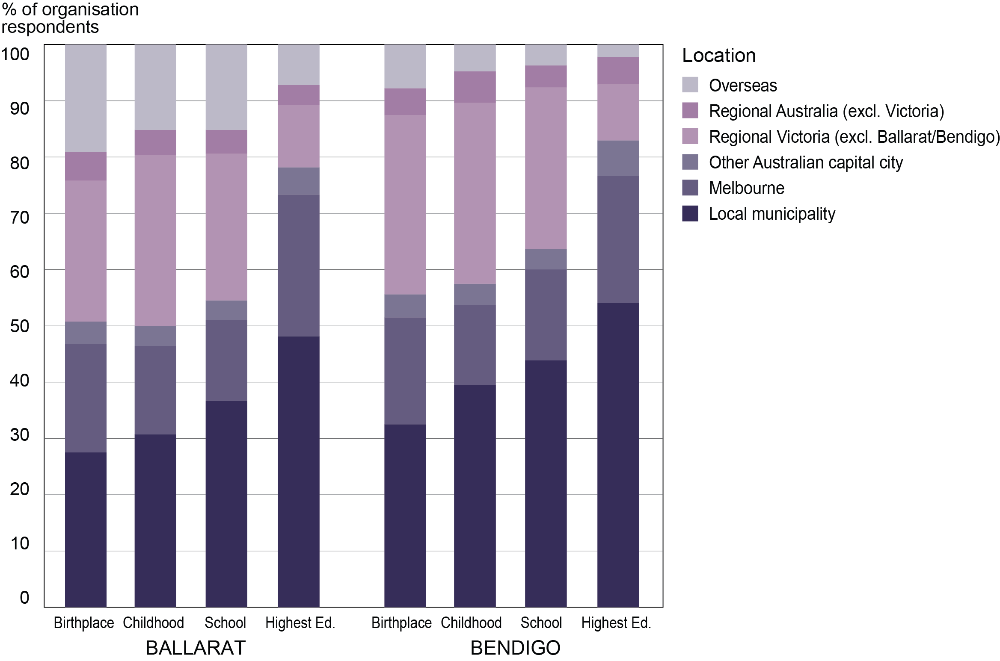 % of organisation
respondents
100
90
80
70
60
50
40
30
20
10
0
Birthplace Childhood School Highest Ed. Birthplace Childhood School Highest Ed.
BALLARAT BENDIGO
Location
Overseas
Regional Australia (excl. Victoria)
Regional Victoria (excl. Ballarat/Bendigo)
Other Australian capital city
Melbourne
Local municipality